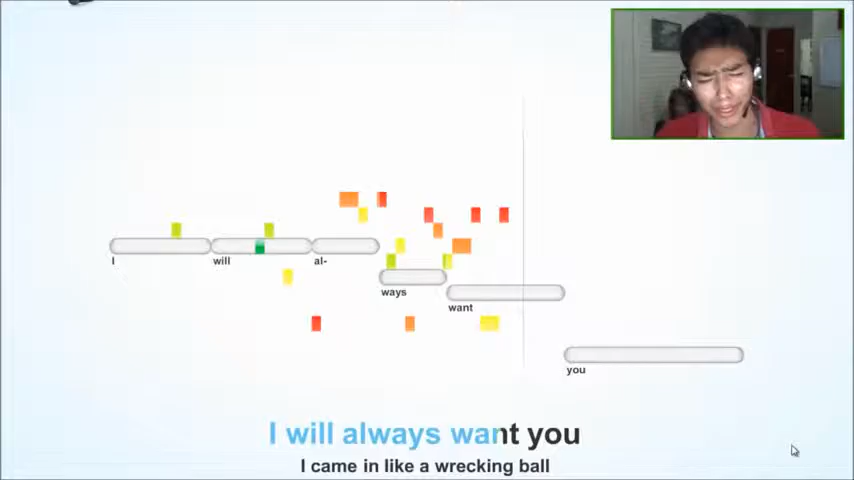 I will al-
ways
want
you
I will always want you
I came in like a wrecking ball